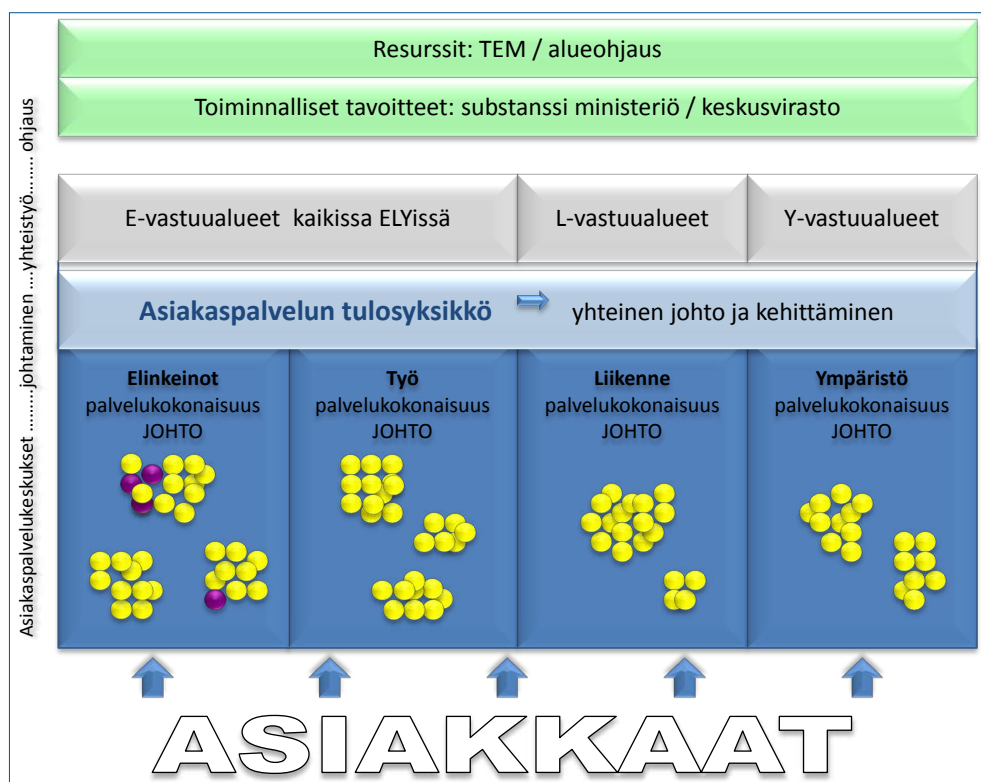 Resurssit: TEM / alueohjaus
Toiminnalliset tavoitteet: substanssi ministeriö / keskusvirasto
Asiakaspalvelukeskukset .........johtaminen ....yhteistyö........ ohjaus
E-vastuualueet kaikissa ELYissä
L-vastuualueet
Y-vastuualueet
Asiakaspalvelun tulosyksikkö
yhteinen johto ja kehittäminen
Elinkeinot
palvelukokonaisuus
JOHTO
Työ
palvelukokonaisuus
JOHTO
Liikenne
palvelukokonaisuus
JOHTO
Ympäristö
palvelukokonaisuus
JOHTO
ASIAKKAAT